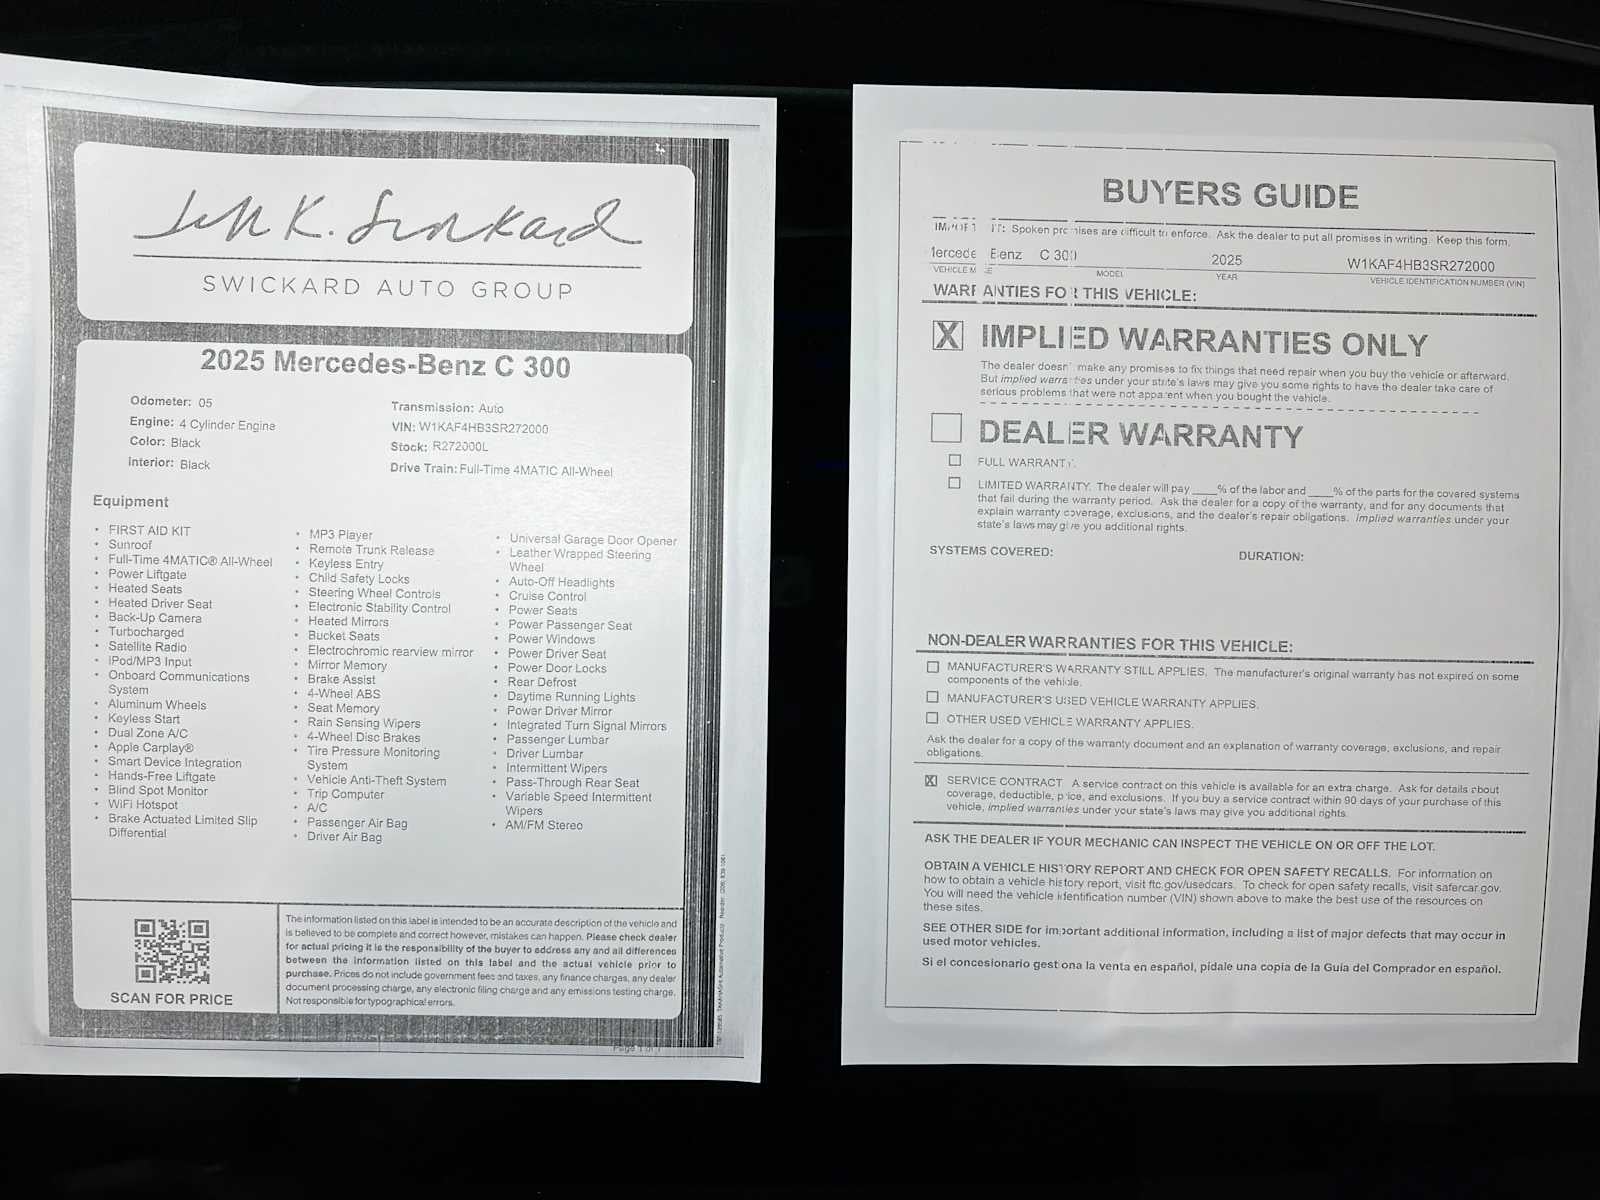 Jeff K. Swickard
SWICKARD AUTO GROUP
2025 Mercedes-Benz C 300
Odometer: 05
Engine: 4 Cylinder Engine
Color: Black
Interior: Black
Transmission: Auto
VIN: W1KAF4HB3SR272000
Stock: R272000L
Drive Train: Full-Time 4MATIC All-Wheel
Equipment
• FIRST AID KIT
• Sunroof
• Full-Time 4MATIC® All-Wheel
• Power Liftgate
• Heated Seats
• Heated Driver Seat
• Back-Up Camera
• Turbocharged
• Satellite Radio
• iPod/MP3 Input
• Onboard Communications
System
• Aluminum Wheels
• Keyless Start
• Dual Zone A/C
• Apple Carplay®
• Smart Device Integration
• Hands-Free Liftgate
• Blind Spot Monitor
• WiFi Hotspot
• Brake Actuated Limited Slip
Differential
• MP3 Player
• Remote Trunk Release
• Keyless Entry
• Child Safety Locks
• Steering Wheel Controls
• Electronic Stability Control
• Heated Mirrors
• Bucket Seats
• Electrochromic rearview mirror
• Mirror Memory
• Brake Assist
• 4-Wheel ABS
• Seat Memory
• Rain Sensing Wipers
• 4-Wheel Disc Brakes
• Tire Pressure Monitoring
System
• Vehicle Anti-Theft System
• Trip Computer
• A/C
• Passenger Air Bag
• Driver Air Bag
• Universal Garage Door Opener
• Leather Wrapped Steering
Wheel
• Auto-Off Headlights
• Cruise Control
• Power Seats
• Power Passenger Seat
• Power Windows
• Power Driver Seat
• Power Door Locks
• Rear Defrost
• Daytime Running Lights
• Power Driver Mirror
• Integrated Turn Signal Mirrors
• Passenger Lumbar
• Driver Lumbar
• Intermittent Wipers
• Pass-Through Rear Seat
• Variable Speed Intermittent
Wipers
• AM/FM Stereo
SCAN FOR PRICE
The information listed on this label is intended to be an accurate description of the vehicle and
is believed to be complete and correct however, mistakes can happen. Please check dealer
for actual pricing it is the responsibility of the buyer to address any and all differences
between the information listed on this label and the actual vehicle prior to
purchase. Prices do not include government fees and taxes, any finance charges, any dealer
document processing charge, any electronic filing charge and any emissions testing charge.
Not responsible for typographical errors.
Page 1 of 1
BUYERS GUIDE
IMPORTANT: Spoken promises are difficult to enforce. Ask the dealer to put all promises in writing. Keep this form.
Mercedes Benz C 300 2025 W1KAF4HB3SR272000
VEHICLE MAKE MODEL YEAR VEHICLE IDENTIFICATION NUMBER (VIN)
WARRANTIES FOR THIS VEHICLE:
X IMPLIED WARRANTIES ONLY
The dealer doesn't make any promises to fix things that need repair when you buy the vehicle or afterward.
But implied warranties under your state's laws may give you some rights to have the dealer take care of
serious problems that were not apparent when you bought the vehicle.
DEALER WARRANTY
FULL WARRANTY.
LIMITED WARRANTY. The dealer will pay ____% of the labor and ____% of the parts for the covered systems
that fail during the warranty period. Ask the dealer for a copy of the warranty, and for any documents that
explain warranty coverage, exclusions, and the dealer's repair obligations. Implied warranties under your
state's laws may give you additional rights.
SYSTEMS COVERED: DURATION:
NON-DEALER WARRANTIES FOR THIS VEHICLE:
MANUFACTURER'S WARRANTY STILL APPLIES. The manufacturer's original warranty has not expired on some
components of the vehicle.
MANUFACTURER'S USED VEHICLE WARRANTY APPLIES.
OTHER USED VEHICLE WARRANTY APPLIES.
Ask the dealer for a copy of the warranty document and an explanation of warranty coverage, exclusions, and repair
obligations.
X SERVICE CONTRACT. A service contract on this vehicle is available for an extra charge. Ask for details about
coverage, deductible, price, and exclusions. If you buy a service contract within 90 days of your purchase of this
vehicle, implied warranties under your state's laws may give you additional rights.
ASK THE DEALER IF YOUR MECHANIC CAN INSPECT THE VEHICLE ON OR OFF THE LOT.
OBTAIN A VEHICLE HISTORY REPORT AND CHECK FOR OPEN SAFETY RECALLS. For information on
how to obtain a vehicle history report, visit ftc.gov/usedcars. To check for open safety recalls, visit safercar.gov.
You will need the vehicle identification number (VIN) shown above to make the best use of the resources on
these sites.
SEE OTHER SIDE for important additional information, including a list of major defects that may occur in
used motor vehicles.
Si el concesionario gestiona la venta en español, pídale una copia de la Guía del Comprador en español.